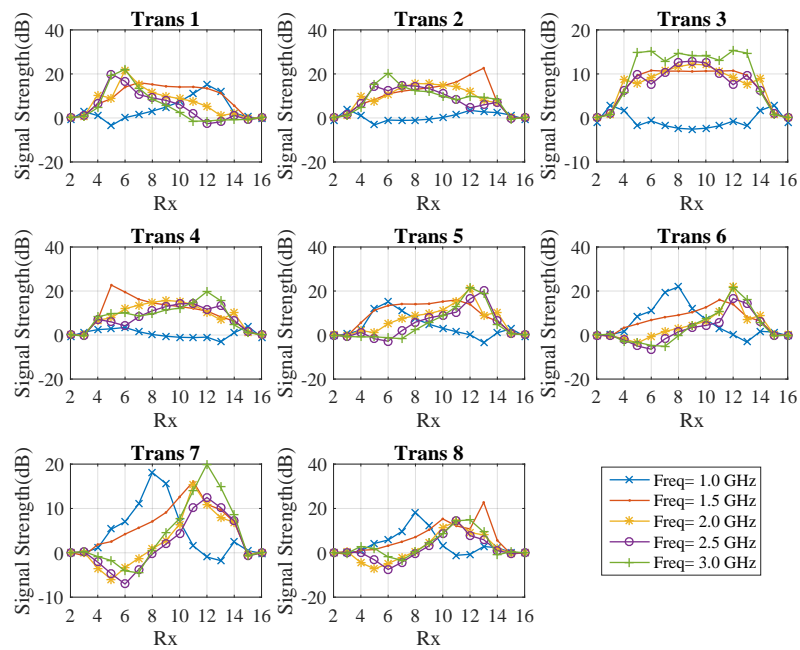 Trans 1
Signal Strength(dB)
40
20
0
-20
2 4 6 8 10 12 14 16
Rx
Trans 2
Signal Strength(dB)
40
20
0
-20
2 4 6 8 10 12 14 16
Rx
Trans 3
Signal Strength(dB)
20
10
0
-10
2 4 6 8 10 12 14 16
Rx
Trans 4
Signal Strength(dB)
40
20
0
-20
2 4 6 8 10 12 14 16
Rx
Trans 5
Signal Strength(dB)
40
20
0
-20
2 4 6 8 10 12 14 16
Rx
Trans 6
Signal Strength(dB)
40
20
0
-20
2 4 6 8 10 12 14 16
Rx
Trans 7
Signal Strength(dB)
20
10
0
-10
2 4 6 8 10 12 14 16
Rx
Trans 8
Signal Strength(dB)
40
20
0
-20
2 4 6 8 10 12 14 16
Rx
Freq= 1.0 GHz
Freq= 1.5 GHz
Freq= 2.0 GHz
Freq= 2.5 GHz
Freq= 3.0 GHz